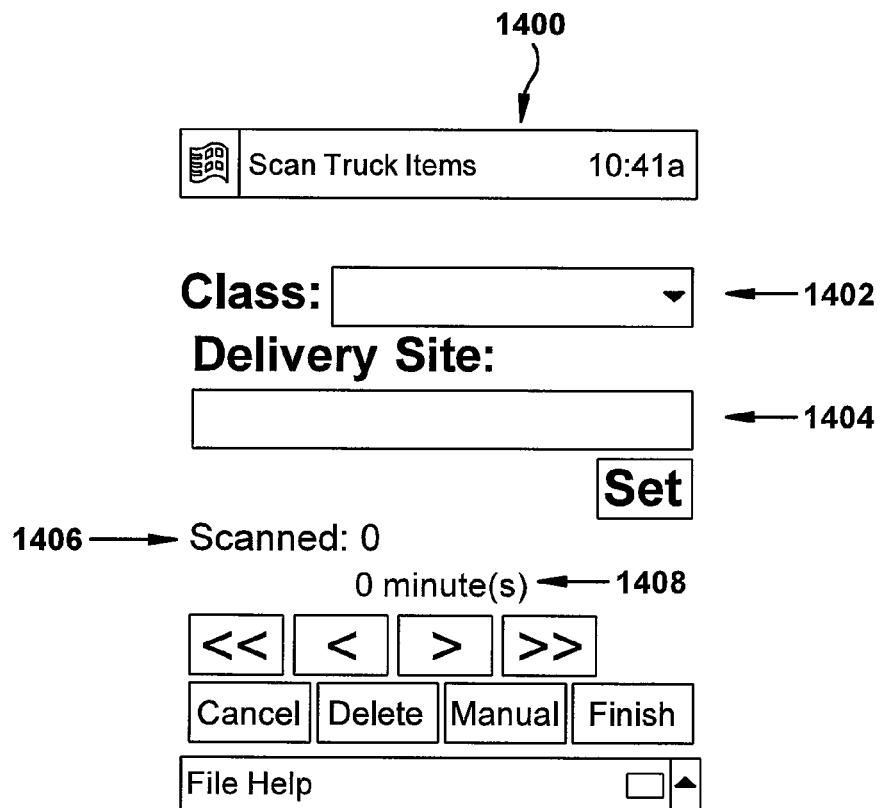 1400
Scan Truck Items 10:41a
Class: 1402
Delivery Site:
1404
Set
1406 Scanned: 0
0 minute(s) 1408
<< < > >>
Cancel Delete Manual Finish
File Help